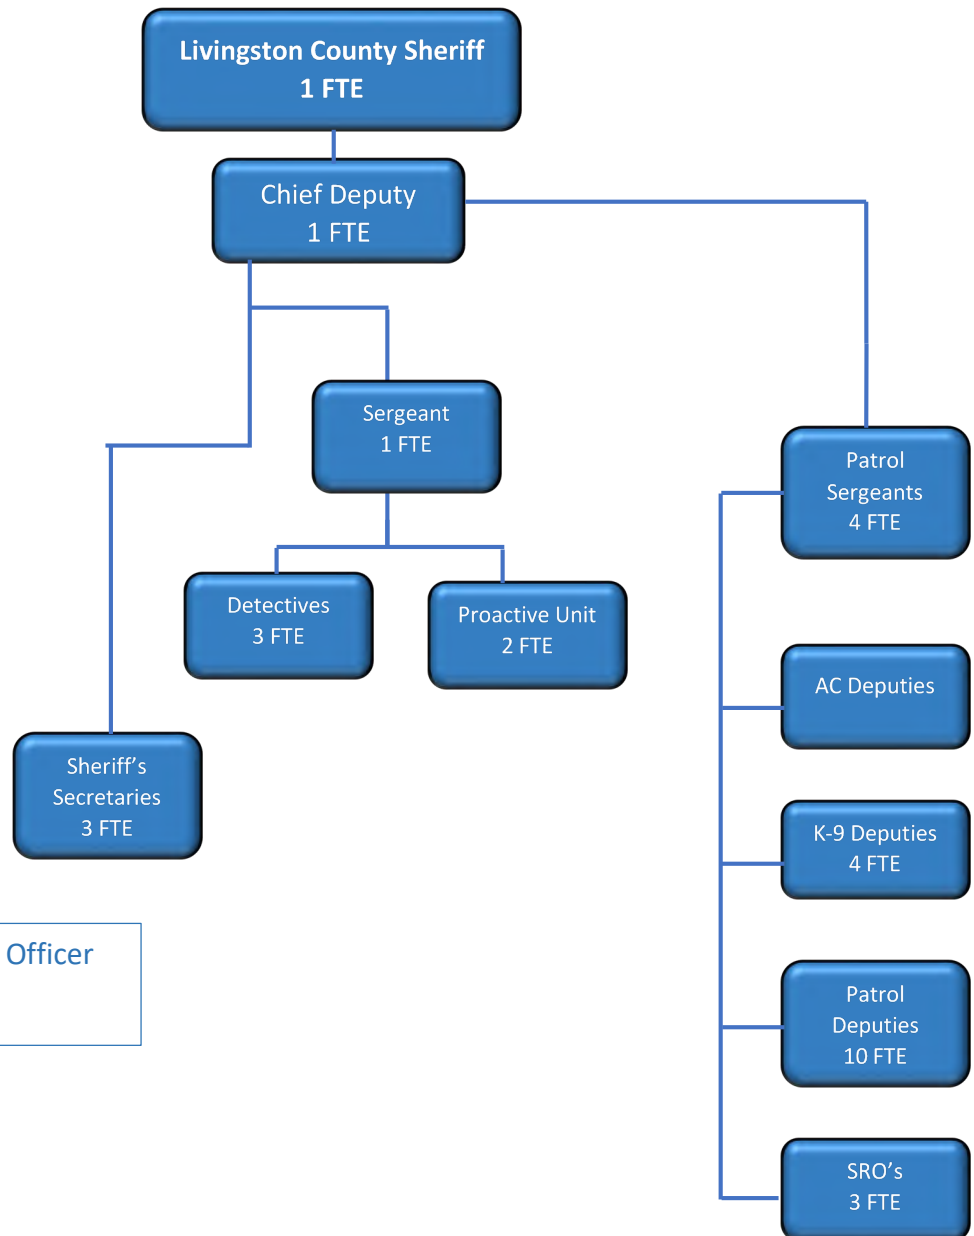 Livingston County Sheriff
1 FTE
Chief Deputy
1 FTE
Sergeant
1 FTE
Patrol
Sergeants
4 FTE
Detectives
3 FTE
Proactive Unit
2 FTE
AC Deputies
Sheriff’s
Secretaries
3 FTE
K-9 Deputies
4 FTE
Officer
Patrol
Deputies
10 FTE
SRO’s
3 FTE